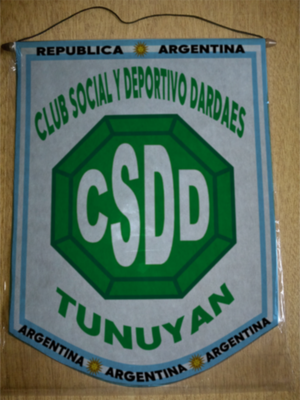 REPUBLICA ARGENTINA
CLUB SOCIAL Y DEPORTIVO DARDAES
CSDD
TUNUYAN
ARGENTINA ARGENTINA ARGENTINA